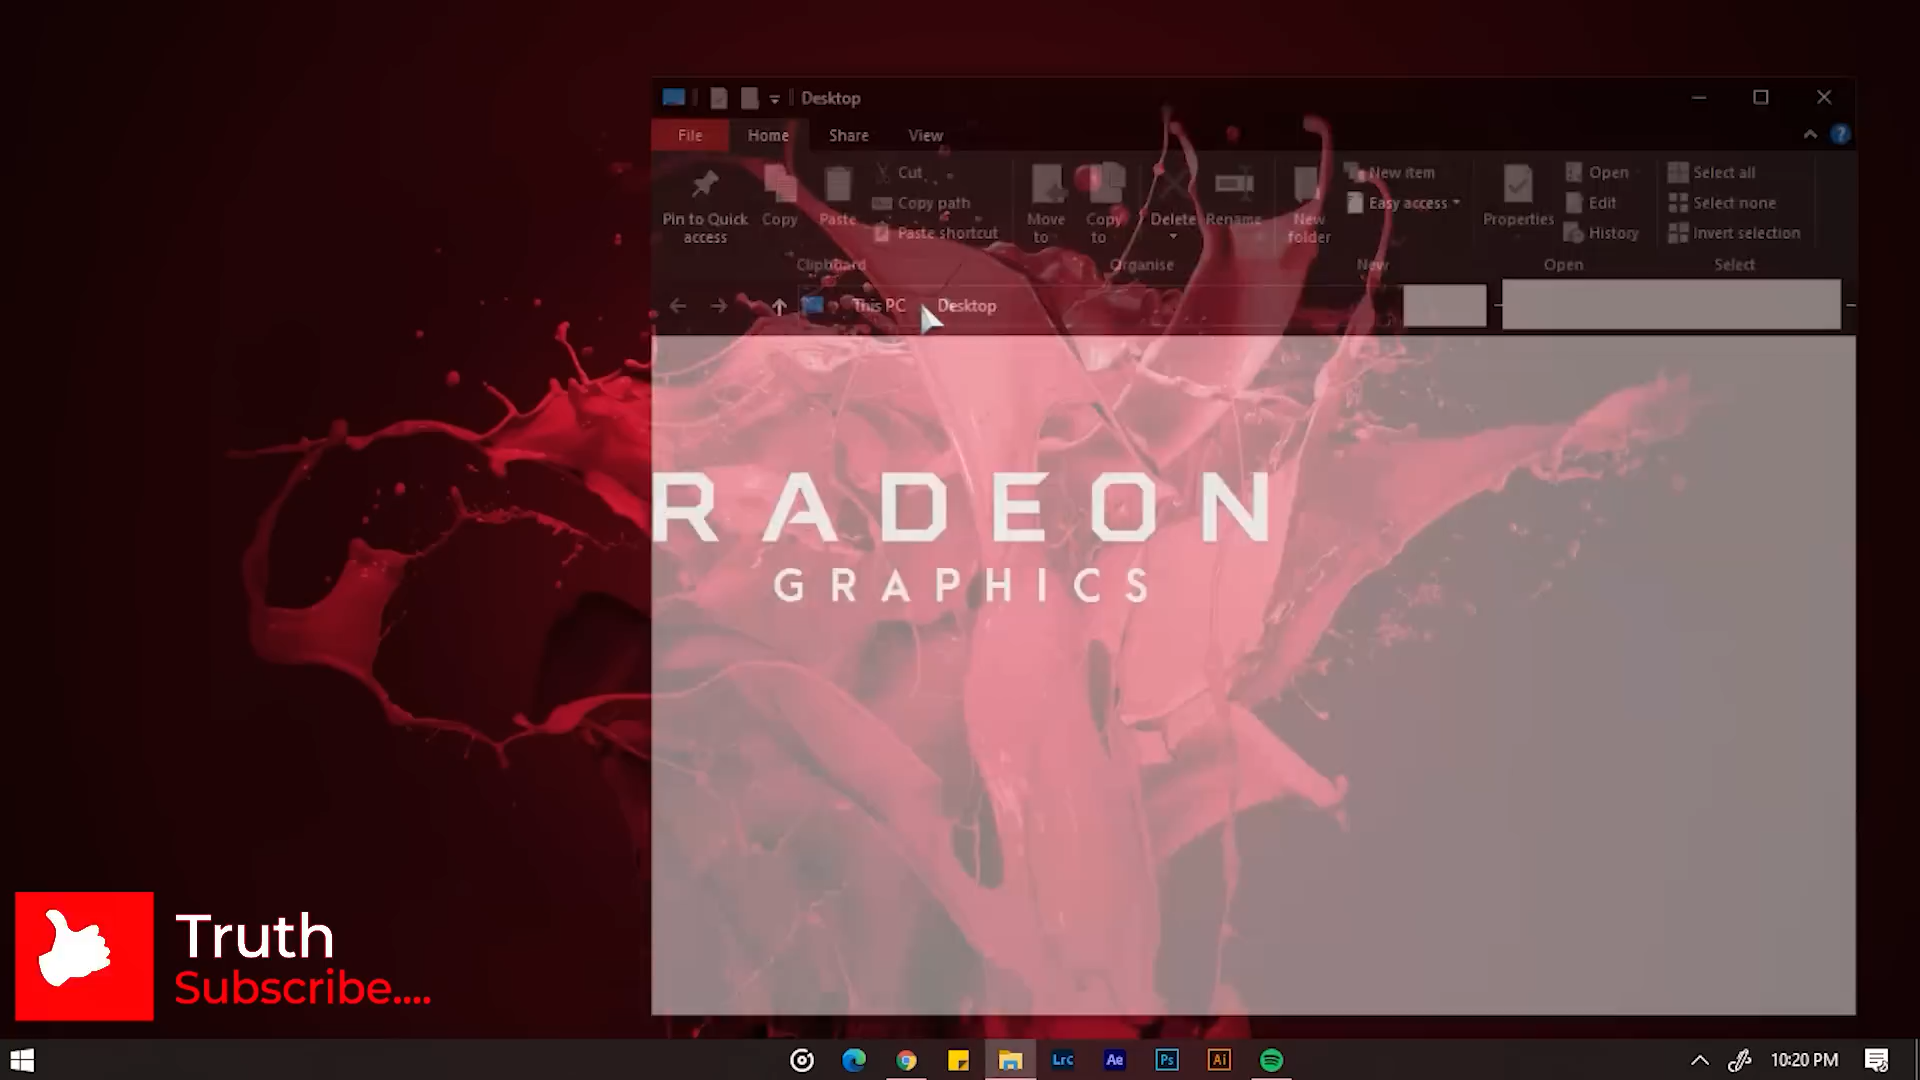 Desktop
File Home Share View
Pin to Quick access
Copy
Paste
Cut
Copy path
Paste shortcut
Clipboard
Move to
Copy to
Delete
Rename
Organise
New folder
New item
Easy access
New
Properties
Open
Edit
History
Open
Select all
Select none
Invert selection
Select
This PC Desktop
RADEON
GRAPHICS
Truth
Subscribe....
Lrc Ae Ps Ai
10:20 PM